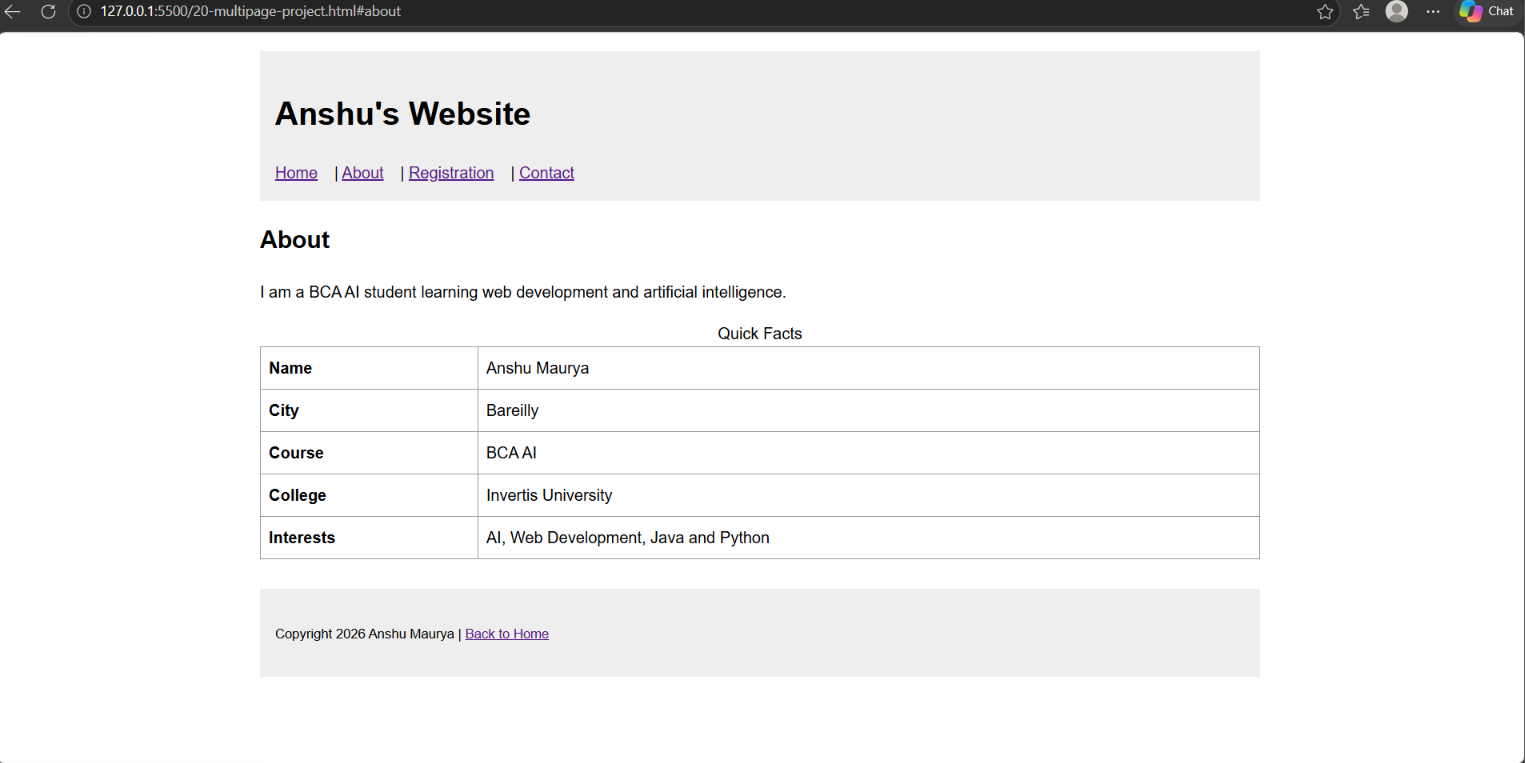 127.0.0.1:5500/20-multipage-project.html#about
Chat
Anshu's Website
Home | About | Registration | Contact
About
I am a BCA AI student learning web development and artificial intelligence.
Quick Facts
Name Anshu Maurya
City Bareilly
Course BCA AI
College Invertis University
Interests AI, Web Development, Java and Python
Copyright 2026 Anshu Maurya | Back to Home